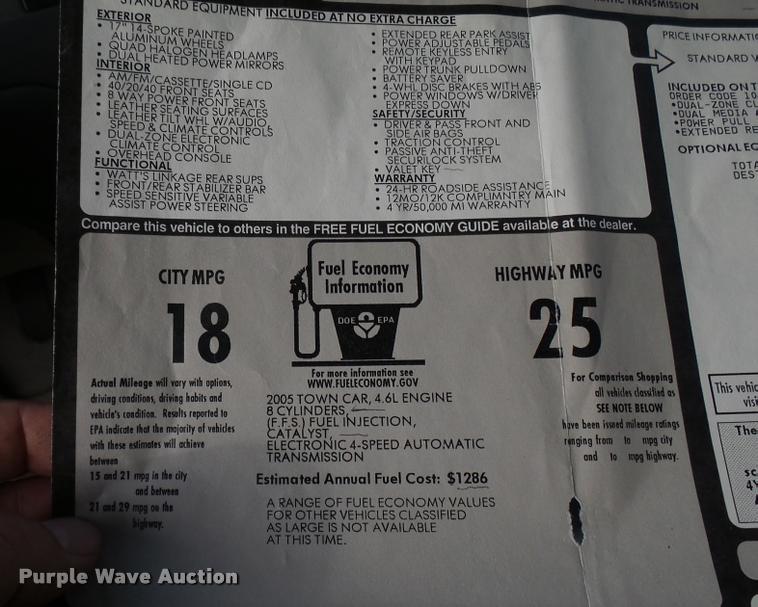 STANDARD EQUIPMENT INCLUDED AT NO EXTRA CHARGE
TRANSMISSION
EXTERIOR
• 17" 14-SPOKE PAINTED
ALUMINUM WHEELS
• QUAD HALOGEN HEADLAMPS
• DUAL HEATED POWER MIRRORS
INTERIOR
• AM/FM/CASSETTE/SINGLE CD
• 40/20/40 FRONT SEATS
• 8 WAY POWER FRONT SEATS
• LEATHER SEATING SURFACES
• LEATHER TILT WHL W/AUDIO,
SPEED & CLIMATE CONTROLS
• DUAL-ZONE ELECTRONIC
CLIMATE CONTROL
• OVERHEAD CONSOLE
FUNCTIONAL
• WATT'S LINKAGE REAR SUPS
• FRONT/REAR STABILIZER BAR
• SPEED SENSITIVE VARIABLE
ASSIST POWER STEERING
• EXTENDED REAR PARK ASSIST
• POWER ADJUSTABLE PEDALS
• REMOTE KEYLESS ENTRY
WITH KEYPAD
• POWER TRUNK PULLDOWN
• BATTERY SAVER
• 4-WHL DISC BRAKES WITH ABS
• POWER WINDOWS W/DRIVER
EXPRESS DOWN
SAFETY/SECURITY
• DRIVER & PASS FRONT AND
SIDE AIR BAGS
• TRACTION CONTROL
• PASSIVE ANTI-THEFT
SECURILOCK SYSTEM
• VALET KEY
WARRANTY
• 24-HR ROADSIDE ASSISTANCE
• 12MO/12K COMPLIMNTRY MAIN
• 4 YR/50,000 MI WARRANTY
PRICE INFORMATI
STANDARD V
INCLUDED ON T
ORDER CODE 10
•DUAL-ZONE CL
•DUAL MEDIA
•POWER PULL
•EXTENDED RE
OPTIONAL EQ
TOTA
DES
Compare this vehicle to others in the FREE FUEL ECONOMY GUIDE available at the dealer.
CITY MPG
18
Fuel Economy
Information
DOE EPA
HIGHWAY MPG
25
Actual Mileage will vary with options,
driving conditions, driving habits and
vehicle's condition. Results reported to
EPA indicate that the majority of vehicles
with these estimates will achieve
between
15 and 21 mpg in the city
and between
21 and 29 mpg on the
highway.
For more information see
WWW.FUELECONOMY.GOV
2005 TOWN CAR, 4.6L ENGINE
8 CYLINDERS,
(F.F.S.) FUEL INJECTION,
CATALYST
ELECTRONIC 4-SPEED AUTOMATIC
TRANSMISSION
Estimated Annual Fuel Cost: $1286
A RANGE OF FUEL ECONOMY VALUES
FOR OTHER VEHICLES CLASSIFIED
AS LARGE IS NOT AVAILABLE
AT THIS TIME.
For Comparison Shopping
all vehicles classified as
SEE NOTE BELOW
have been issued mileage ratings
ranging from to mpg city
and to mpg highway.
This vehic
visi
The
sc
Purple Wave Auction